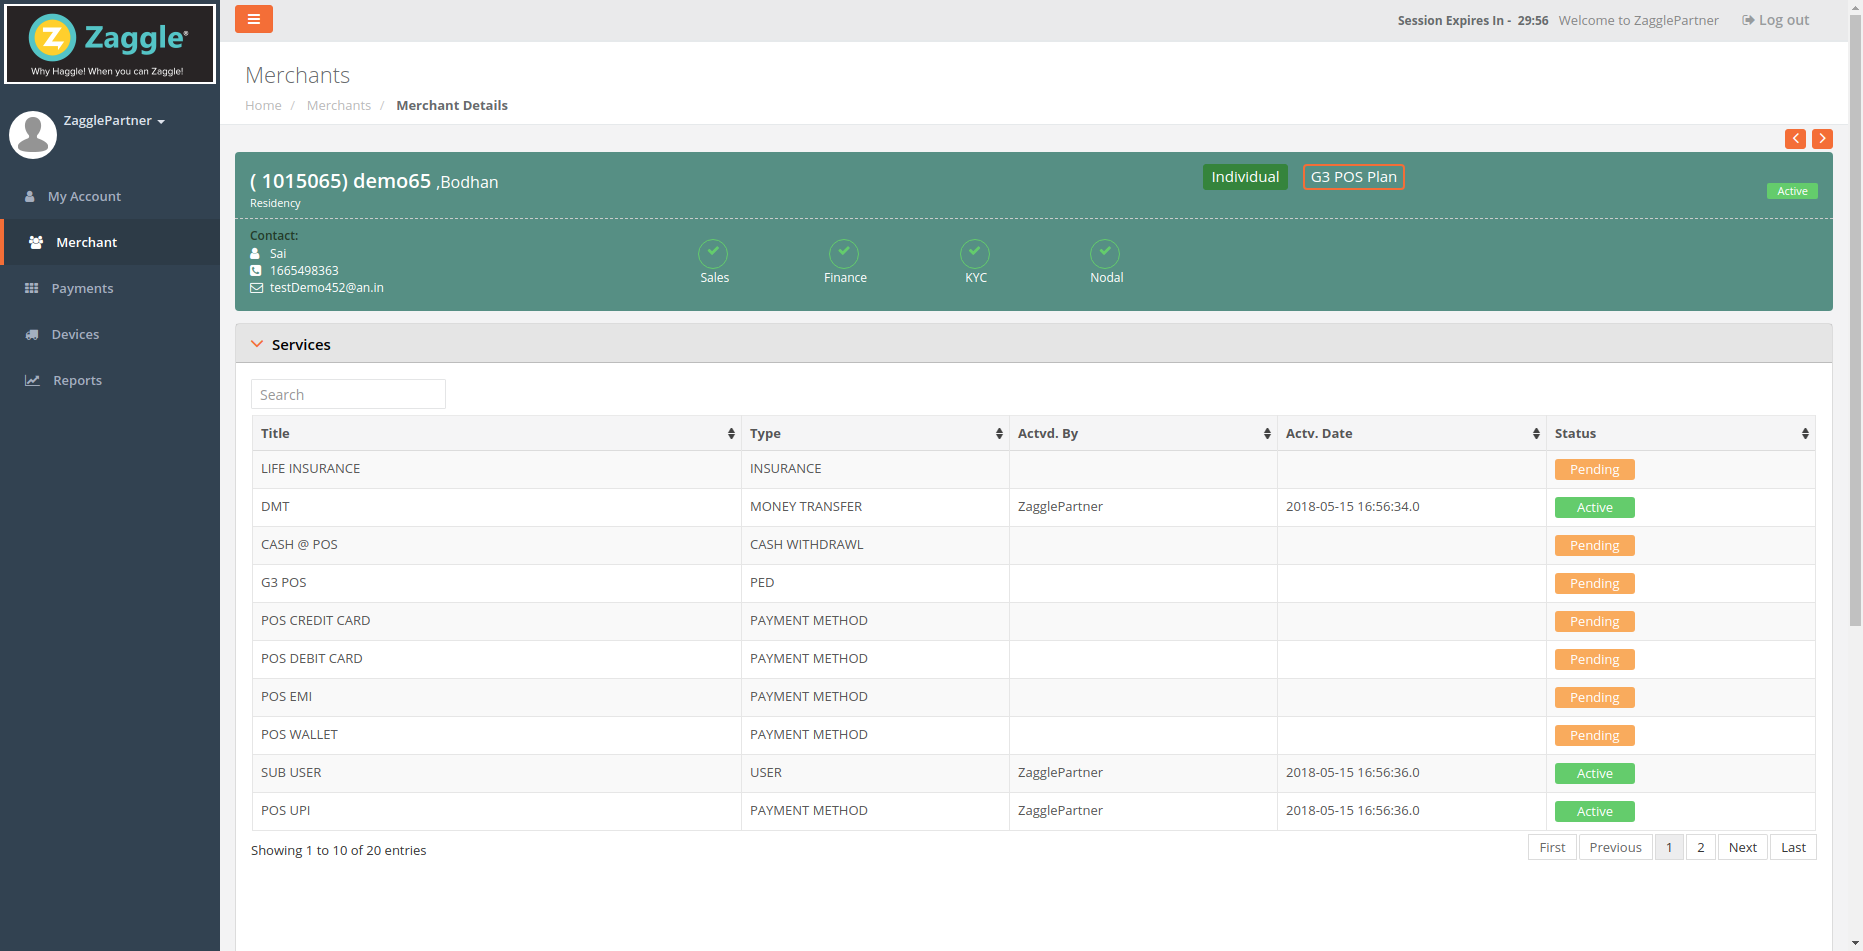 Zaggle®
Why Haggle! When you can Zaggle!
Session Expires In - 29:56 Welcome to ZagglePartner Log out
ZagglePartner
My Account
Merchant
Payments
Devices
Reports
Merchants
Home / Merchants / Merchant Details
( 1015065) demo65 ,Bodhan
Residency
Individual
G3 POS Plan
Active
Contact:
Sai
1665498363
testDemo452@an.in
Sales Finance KYC Nodal
Services
Search
Title Type Actvd. By Actv. Date Status
LIFE INSURANCE INSURANCE Pending
DMT MONEY TRANSFER ZagglePartner 2018-05-15 16:56:34.0 Active
CASH @ POS CASH WITHDRAWL Pending
G3 POS PED Pending
POS CREDIT CARD PAYMENT METHOD Pending
POS DEBIT CARD PAYMENT METHOD Pending
POS EMI PAYMENT METHOD Pending
POS WALLET PAYMENT METHOD Pending
SUB USER USER ZagglePartner 2018-05-15 16:56:36.0 Active
POS UPI PAYMENT METHOD ZagglePartner 2018-05-15 16:56:36.0 Active
Showing 1 to 10 of 20 entries
First Previous 1 2 Next Last